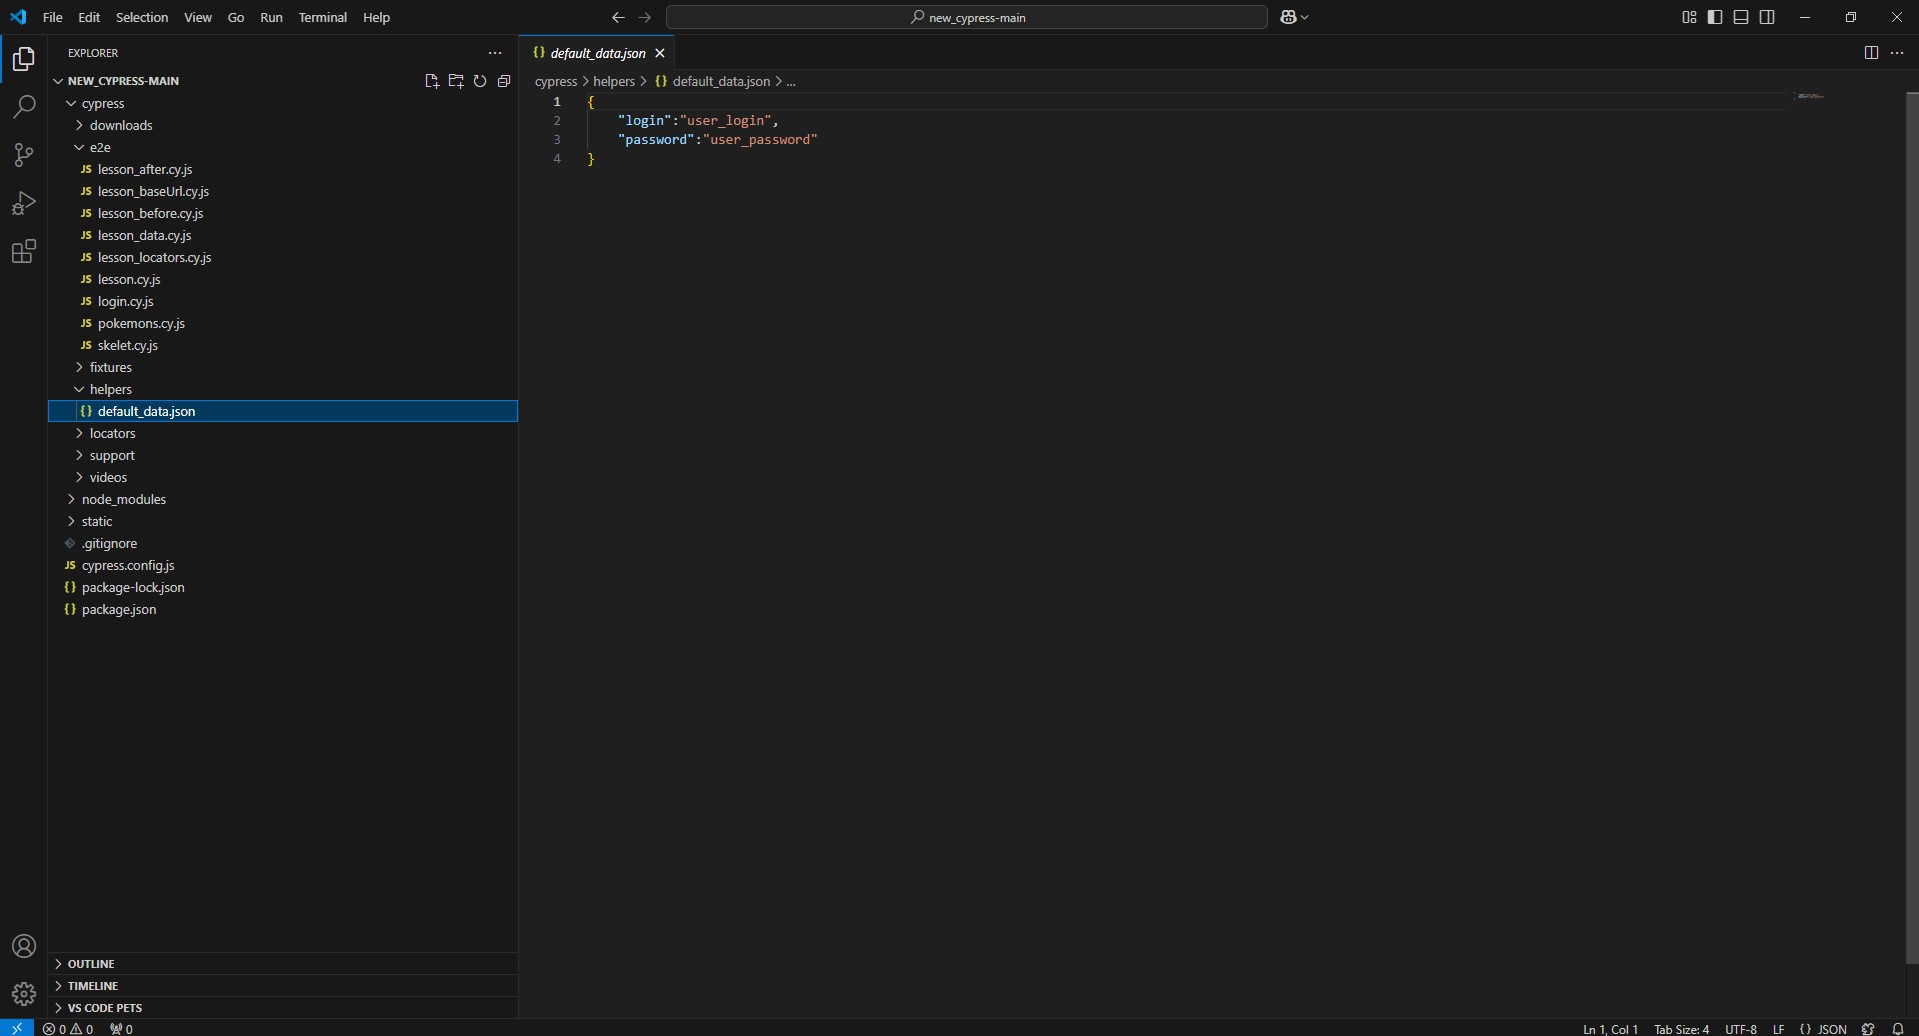 File Edit Selection View Go Run Terminal Help
new_cypress-main
EXPLORER
NEW_CYPRESS-MAIN
cypress
downloads
e2e
JS lesson_after.cy.js
JS lesson_baseUrl.cy.js
JS lesson_before.cy.js
JS lesson_data.cy.js
JS lesson_locators.cy.js
JS lesson.cy.js
JS login.cy.js
JS pokemons.cy.js
JS skelet.cy.js
fixtures
helpers
{} default_data.json
locators
support
videos
node_modules
static
.gitignore
JS cypress.config.js
{} package-lock.json
{} package.json
OUTLINE
TIMELINE
VS CODE PETS
{} default_data.json
cypress > helpers > {} default_data.json > ...
1 {
2 "login":"user_login",
3 "password":"user_password"
4 }
0 0 0
Ln 1, Col 1 Tab Size: 4 UTF-8 LF {} JSON